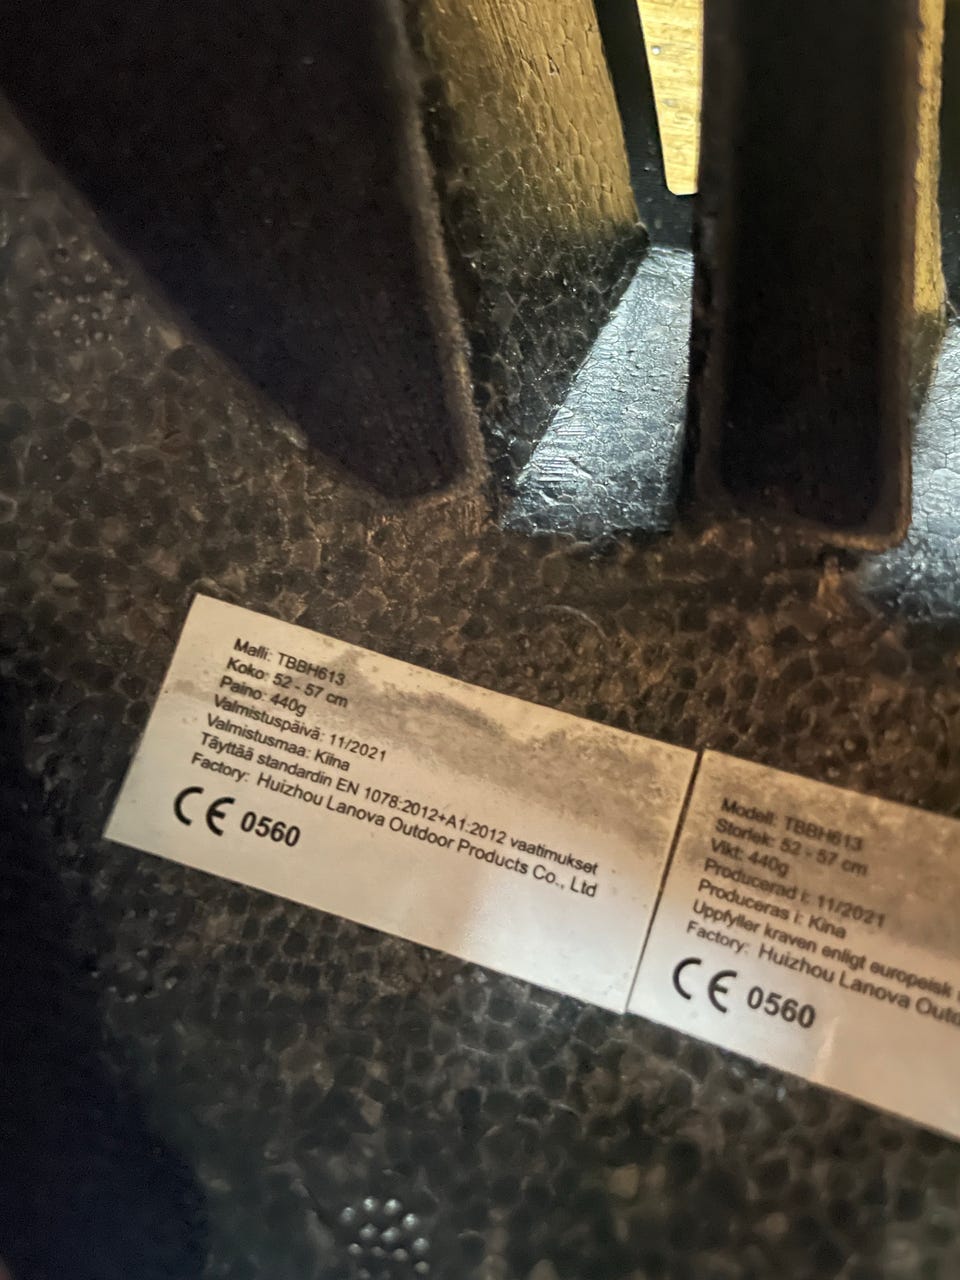 Malli: TBBH613
Koko: 52 - 57 cm
Paino: 440g
Valmistuspäivä: 11/2021
Valmistusmaa: Kiina
Täyttää standardin EN 1078:2012+A1:2012 vaatimukset
Factory: Huizhou Lanova Outdoor Products Co., Ltd
CE 0560
Modell: TBBH613
Storlek: 52 - 57 cm
Vikt: 440g
Producerad i: 11/2021
Produceras i: Kina
Uppfyller kraven enligt europeisk
Factory: Huizhou Lanova Outd
CE 0560